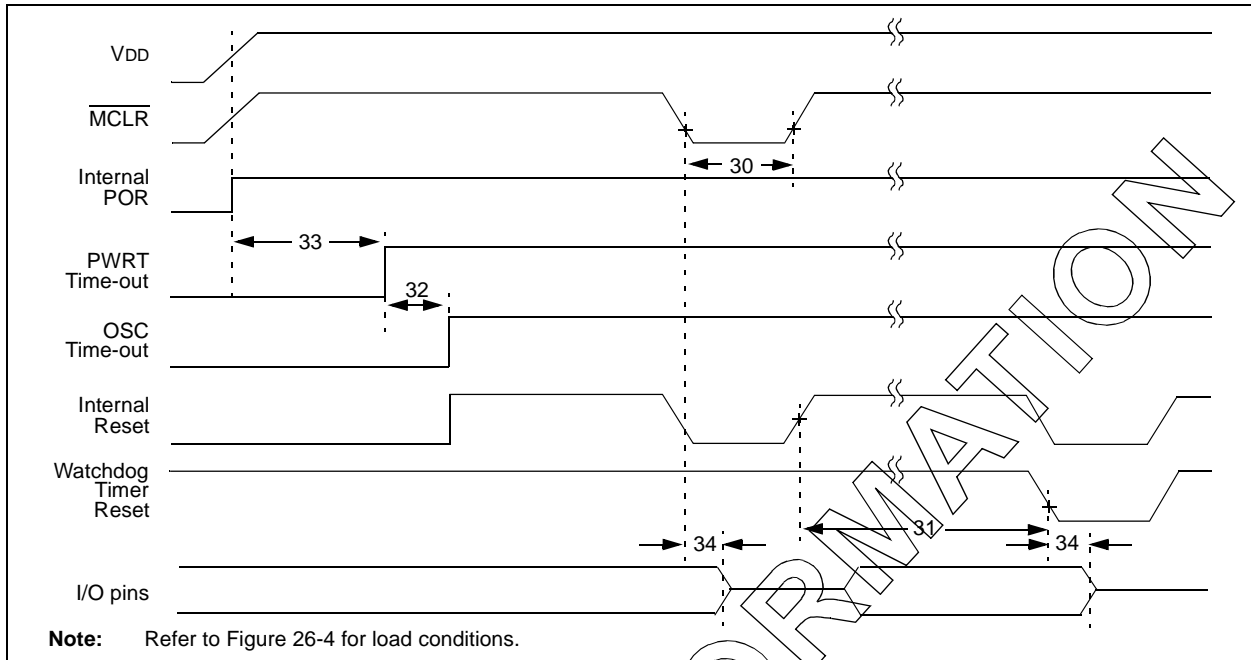 VDD
MCLR
30
Internal
POR
33
PWRT
Time-out
32
OSC
Time-out
Internal
Reset
Watchdog
Timer
Reset
31
34
34
I/O pins
Note: Refer to Figure 26-4 for load conditions.
ORMATION